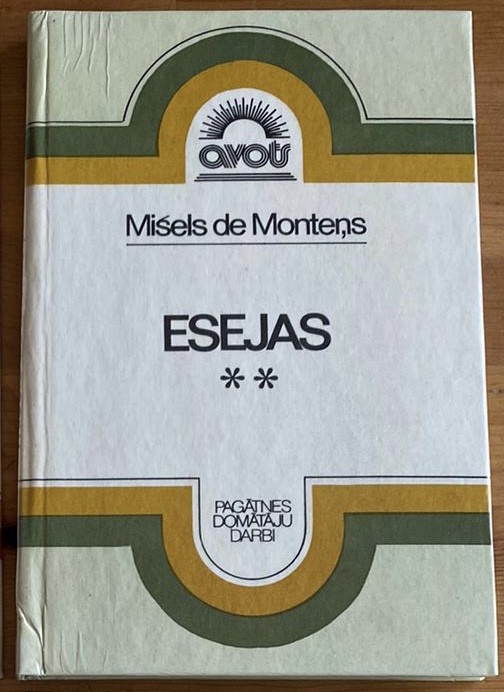 avots
Mišels de Monteņs
ESEJAS
**
PAGĀTNES
DOMĀTĀJU
DARBI